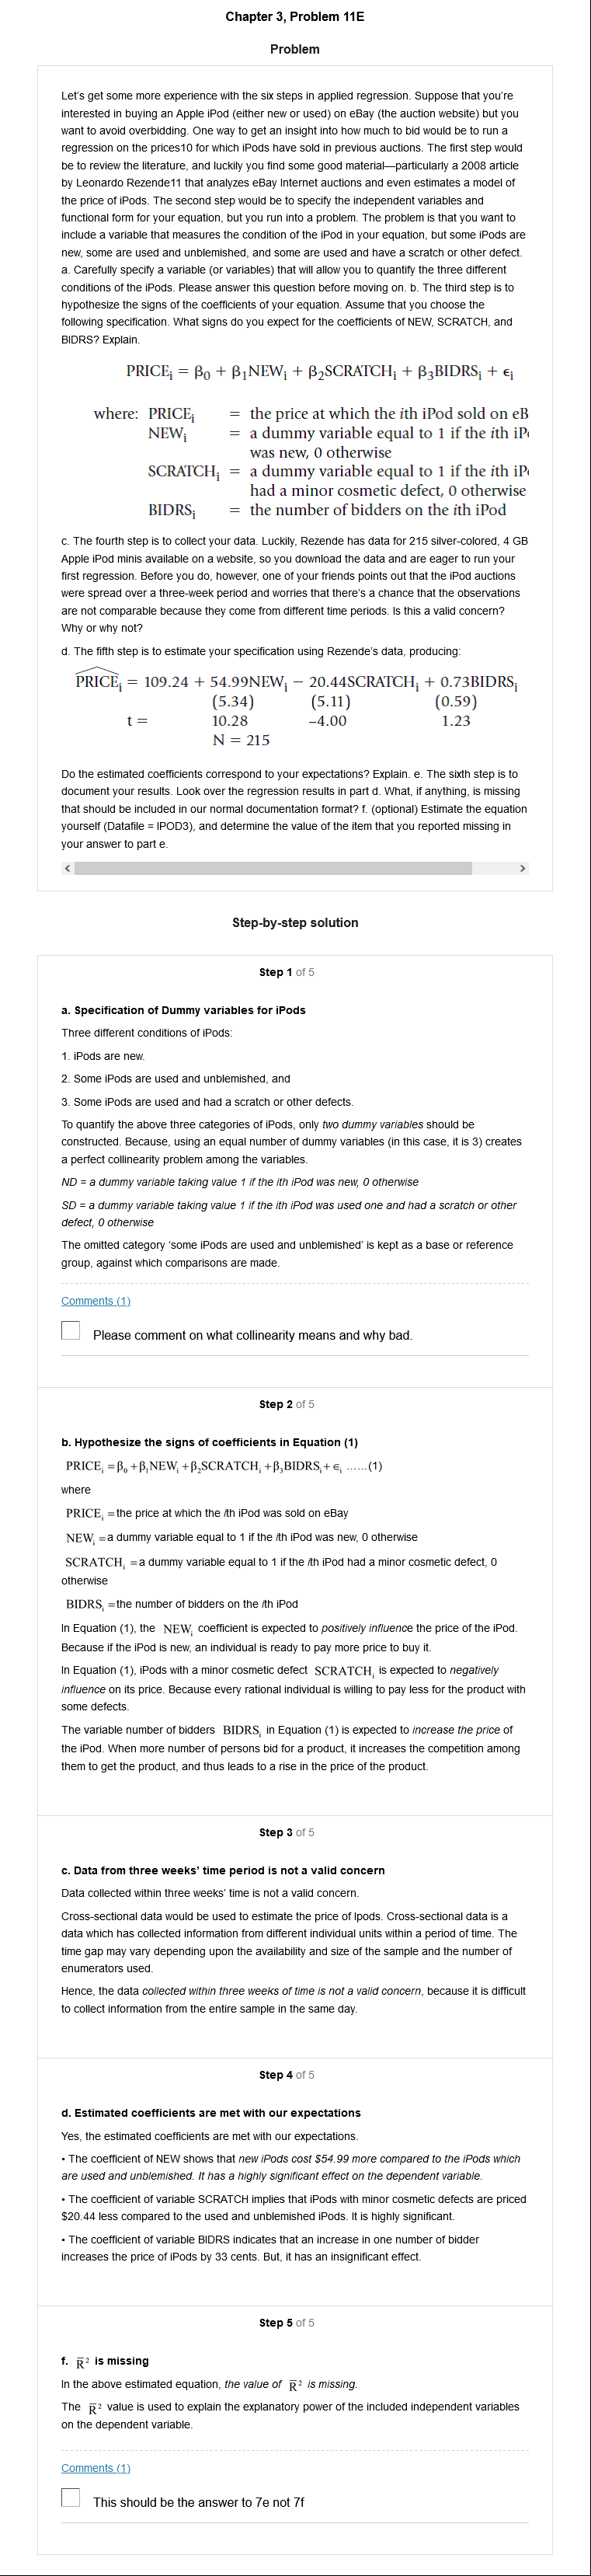 Chapter 3, Problem 11E
Problem
Let's get some more experience with the six steps in applied regression. Suppose that you're
interested in buying an Apple iPod (either new or used) on eBay (the auction website) but you
want to avoid overbidding. One way to get an insight into how much to bid would be to run a
regression on the prices10 for which iPods have sold in previous auctions. The first step would
be to review the literature, and luckily you find some good material—particularly a 2008 article
by Leonardo Rezende11 that analyzes eBay Internet auctions and even estimates a model of
the price of iPods. The second step would be to specify the independent variables and
functional form for your equation, but you run into a problem. The problem is that you want to
include a variable that measures the condition of the iPod in your equation, but some iPods are
new, some are used and unblemished, and some are used and have a scratch or other defect.
a. Carefully specify a variable (or variables) that will allow you to quantify the three different
conditions of the iPods. Please answer this question before moving on. b. The third step is to
hypothesize the signs of the coefficients of your equation. Assume that you choose the
following specification. What signs do you expect for the coefficients of NEW, SCRATCH, and
BIDRS? Explain.
PRICEᵢ = β₀ + β₁NEWᵢ + β₂SCRATCHᵢ + β₃BIDRSᵢ + ϵᵢ
where: PRICEᵢ = the price at which the ith iPod sold on eB
NEWᵢ = a dummy variable equal to 1 if the ith iP
was new, 0 otherwise
SCRATCHᵢ = a dummy variable equal to 1 if the ith iP
had a minor cosmetic defect, 0 otherwise
BIDRSᵢ = the number of bidders on the ith iPod
c. The fourth step is to collect your data. Luckily, Rezende has data for 215 silver-colored, 4 GB
Apple iPod minis available on a website, so you download the data and are eager to run your
first regression. Before you do, however, one of your friends points out that the iPod auctions
were spread over a three-week period and worries that there's a chance that the observations
are not comparable because they come from different time periods. Is this a valid concern?
Why or why not?
d. The fifth step is to estimate your specification using Rezende's data, producing:
PRICEᵢ = 109.24 + 54.99NEWᵢ − 20.44SCRATCHᵢ + 0.73BIDRSᵢ
(5.34) (5.11) (0.59)
t = 10.28 −4.00 1.23
N = 215
Do the estimated coefficients correspond to your expectations? Explain. e. The sixth step is to
document your results. Look over the regression results in part d. What, if anything, is missing
that should be included in our normal documentation format? f. (optional) Estimate the equation
yourself (Datafile = IPOD3), and determine the value of the item that you reported missing in
your answer to part e.
Step-by-step solution
Step 1 of 5
a. Specification of Dummy variables for iPods
Three different conditions of iPods:
1. iPods are new.
2. Some iPods are used and unblemished, and
3. Some iPods are used and had a scratch or other defects.
To quantify the above three categories of iPods, only two dummy variables should be
constructed. Because, using an equal number of dummy variables (in this case, it is 3) creates
a perfect collinearity problem among the variables.
ND = a dummy variable taking value 1 if the ith iPod was new, 0 otherwise
SD = a dummy variable taking value 1 if the ith iPod was used one and had a scratch or other
defect, 0 otherwise
The omitted category 'some iPods are used and unblemished' is kept as a base or reference
group, against which comparisons are made.
Comments (1)
Please comment on what collinearity means and why bad.
Step 2 of 5
b. Hypothesize the signs of coefficients in Equation (1)
PRICEᵢ =β₀ +β₁NEWᵢ +β₂SCRATCHᵢ +β₃BIDRSᵢ+ ϵᵢ ......(1)
where
PRICEᵢ =the price at which the ith iPod was sold on eBay
NEWᵢ =a dummy variable equal to 1 if the ith iPod was new, 0 otherwise
SCRATCHᵢ =a dummy variable equal to 1 if the ith iPod had a minor cosmetic defect, 0
otherwise
BIDRSᵢ =the number of bidders on the ith iPod
In Equation (1), the NEWᵢ coefficient is expected to positively influence the price of the iPod.
Because if the iPod is new, an individual is ready to pay more price to buy it.
In Equation (1), iPods with a minor cosmetic defect SCRATCHᵢ is expected to negatively
influence on its price. Because every rational individual is willing to pay less for the product with
some defects.
The variable number of bidders BIDRSᵢ in Equation (1) is expected to increase the price of
the iPod. When more number of persons bid for a product, it increases the competition among
them to get the product, and thus leads to a rise in the price of the product.
Step 3 of 5
c. Data from three weeks' time period is not a valid concern
Data collected within three weeks' time is not a valid concern.
Cross-sectional data would be used to estimate the price of Ipods. Cross-sectional data is a
data which has collected information from different individual units within a period of time. The
time gap may vary depending upon the availability and size of the sample and the number of
enumerators used.
Hence, the data collected within three weeks of time is not a valid concern, because it is difficult
to collect information from the entire sample in the same day.
Step 4 of 5
d. Estimated coefficients are met with our expectations
Yes, the estimated coefficients are met with our expectations.
• The coefficient of NEW shows that new iPods cost $54.99 more compared to the iPods which
are used and unblemished. It has a highly significant effect on the dependent variable.
• The coefficient of variable SCRATCH implies that iPods with minor cosmetic defects are priced
$20.44 less compared to the used and unblemished iPods. It is highly significant.
• The coefficient of variable BIDRS indicates that an increase in one number of bidder
increases the price of iPods by 33 cents. But, it has an insignificant effect.
Step 5 of 5
f. R̄² is missing
In the above estimated equation, the value of R̄² is missing.
The R̄² value is used to explain the explanatory power of the included independent variables
on the dependent variable.
Comments (1)
This should be the answer to 7e not 7f